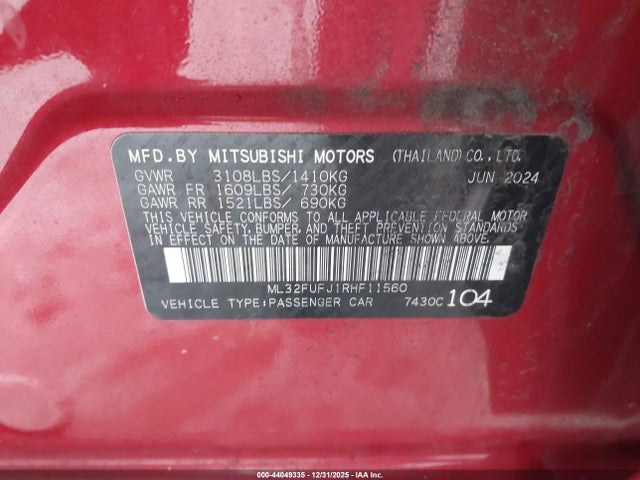 MFD.BY MITSUBISHI MOTORS (THAILAND)CO.,LTD.
GVWR 3108LBS/1410KG JUN 2024
GAWR FR 1609LBS/ 730KG
GAWR RR 1521LBS/ 690KG
THIS VEHICLE CONFORMS TO ALL APPLICABLE FEDERAL MOTOR
VEHICLE SAFETY, BUMPER, AND THEFT PREVENTION STANDARDS
IN EFFECT ON THE DATE OF MANUFACTURE SHOWN ABOVE.
ML32FUFJ1RHF11560
VEHICLE TYPE:PASSENGER CAR 7430C 104
000-44049335 - 12/31/2025 - IAAI.COM